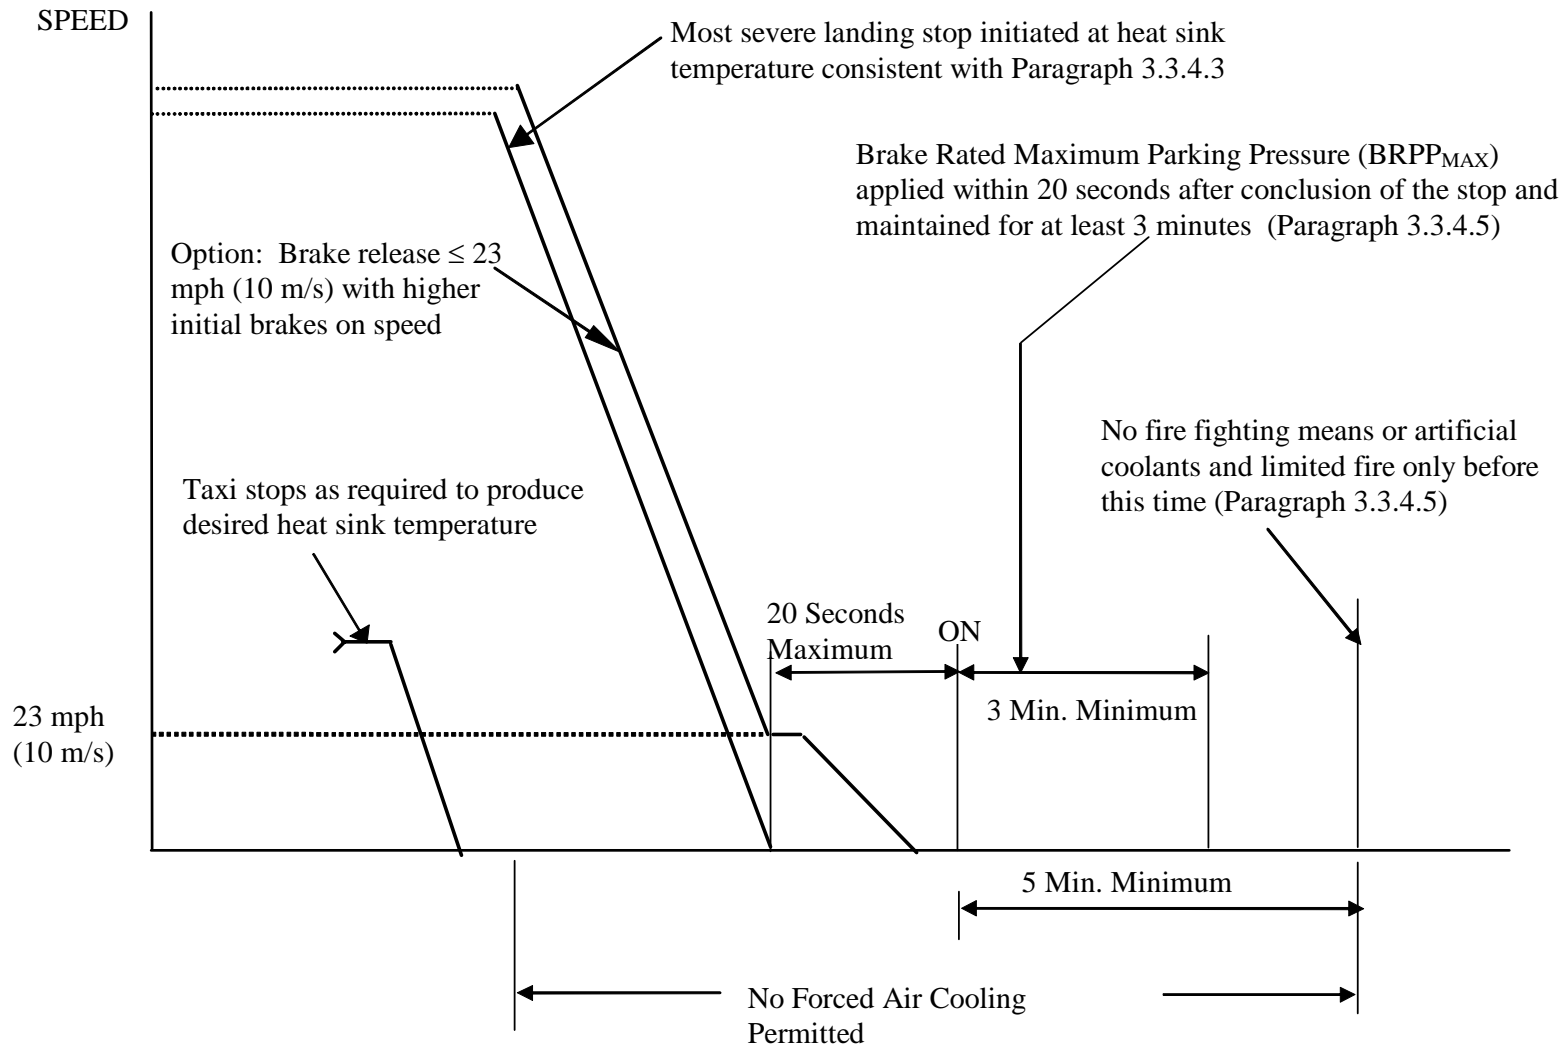 SPEED
Most severe landing stop initiated at heat sink
temperature consistent with Paragraph 3.3.4.3
Brake Rated Maximum Parking Pressure (BRPPMAX)
applied within 20 seconds after conclusion of the stop and
maintained for at least 3 minutes (Paragraph 3.3.4.5)
Option: Brake release ≤ 23
mph (10 m/s) with higher
initial brakes on speed
No fire fighting means or artificial
coolants and limited fire only before
this time (Paragraph 3.3.4.5)
Taxi stops as required to produce
desired heat sink temperature
20 Seconds
Maximum
ON
3 Min. Minimum
23 mph
(10 m/s)
5 Min. Minimum
No Forced Air Cooling
Permitted